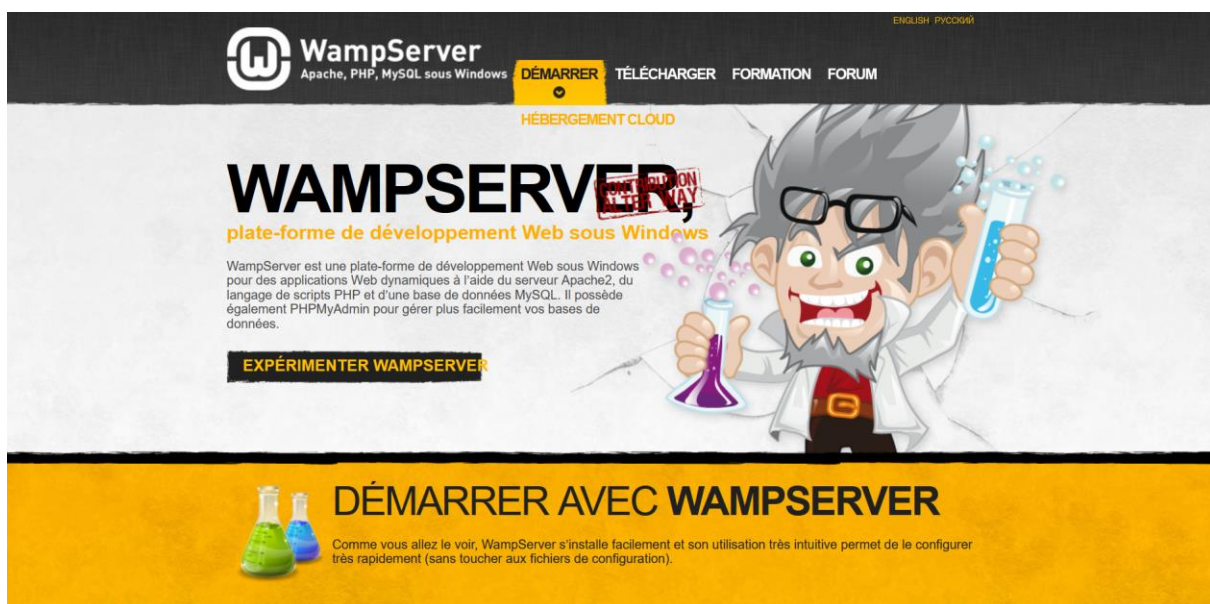 ENGLISH РУССКИЙ
WampServer
Apache, PHP, MySQL sous Windows
DÉMARRER TÉLÉCHARGER FORMATION FORUM
HÉBERGEMENT CLOUD
WAMPSERVER,
CONTRIBUTION
ALTER WAY
plate-forme de développement Web sous Windows
WampServer est une plate-forme de développement Web sous Windows
pour des applications Web dynamiques à l'aide du serveur Apache2, du
langage de scripts PHP et d'une base de données MySQL. Il possède
également PHPMyAdmin pour gérer plus facilement vos bases de
données.
EXPÉRIMENTER WAMPSERVER
DÉMARRER AVEC WAMPSERVER
Comme vous allez le voir, WampServer s'installe facilement et son utilisation très intuitive permet de le configurer
très rapidement (sans toucher aux fichiers de configuration).